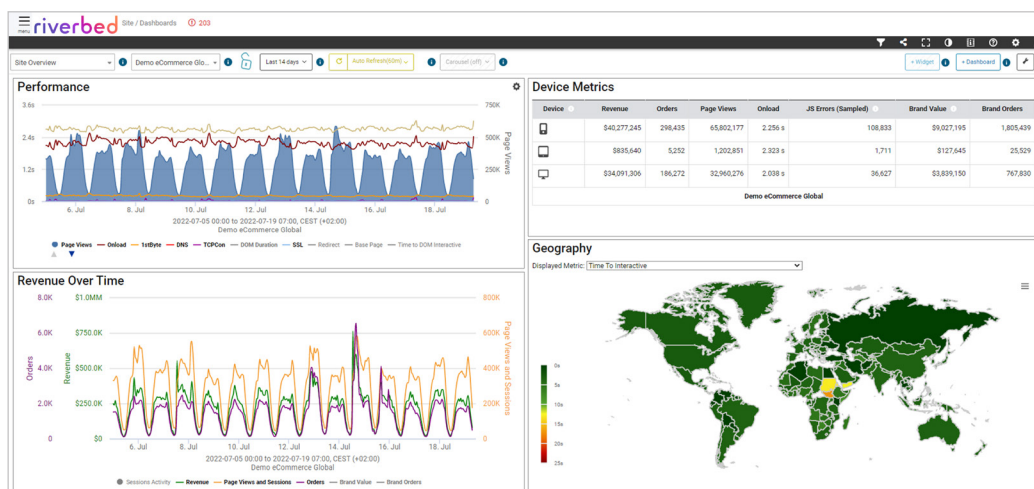 menu
riverbed
Site / Dashboards
203
Site Overview
Demo eCommerce Glo...
Last 14 days
Auto Refresh(60m)
Carousel (off)
+ Widget
+ Dashboard
Performance
3.6s
2.4s
1.2s
0s
750K
500K
250K
0
Page Views
6. Jul
8. Jul
10. Jul
12. Jul
14. Jul
16. Jul
18. Jul
2022-07-05 00:00 to 2022-07-19 07:00, CEST (+02:00)
Demo eCommerce Global
Page Views Onload 1stByte DNS TCPCon DOM Duration SSL Redirect Base Page Time to DOM Interactive
Device Metrics
Device Revenue Orders Page Views Onload JS Errors (Sampled) Brand Value Brand Orders
$40,277,245 298,435 65,802,177 2.256 s 108,833 $9,027,195 1,805,439
$835,640 5,252 1,202,851 2.323 s 1,711 $127,645 25,529
$34,091,306 186,272 32,960,276 2.038 s 36,627 $3,839,150 767,830
Demo eCommerce Global
Revenue Over Time
8.0K
6.0K
4.0K
2.0K
0
Orders
$1.0MM
$750.0K
$500.0K
$250.0K
$0
Revenue
800K
600K
400K
200K
0
Page Views and Sessions
6. Jul
8. Jul
10. Jul
12. Jul
14. Jul
16. Jul
18. Jul
2022-07-05 00:00 to 2022-07-19 07:00, CEST (+02:00)
Demo eCommerce Global
Sessions Activity Revenue Page Views and Sessions Orders Brand Value Brand Orders
Geography
Displayed Metric: Time To Interactive
0s
5s
10s
15s
20s
25s